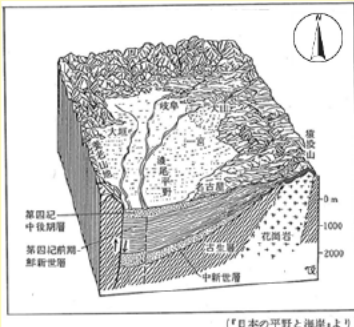 N
岐阜
犬山
大垣
一宮
養老山地
濃尾平野
猿投山
名古屋
0m
第四紀
中後期層
1000
第四紀前期
鮮新世層
古生層
花崗岩
2000
中新世層
『日本の平野と海岸』より